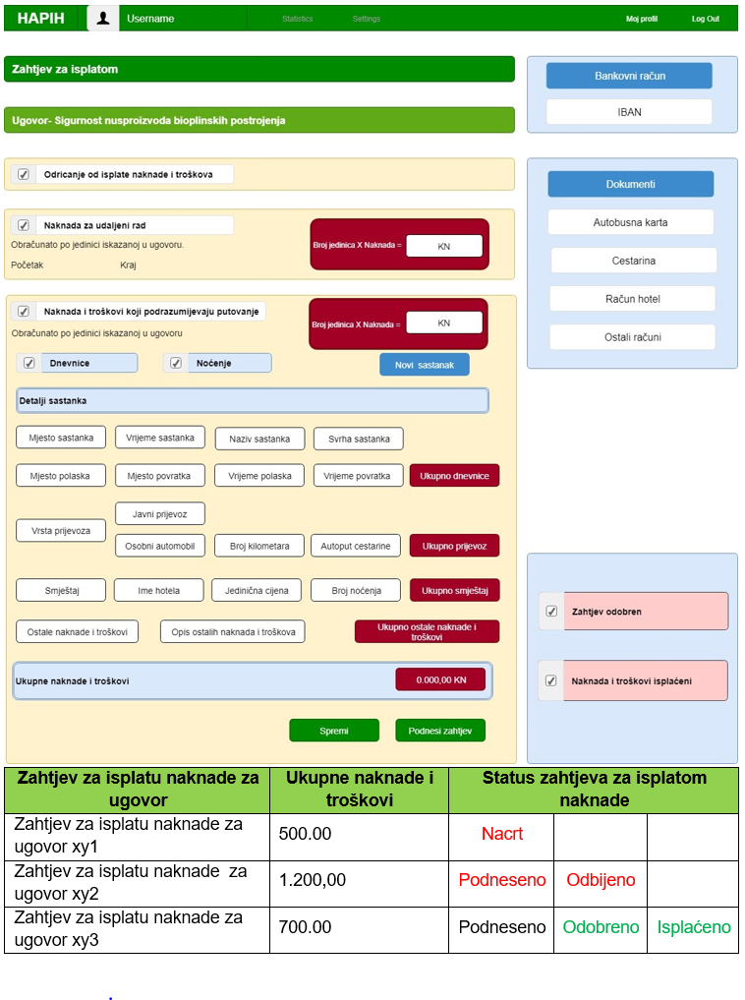 HAPIH Username Statistics Settings Moj profil Log Out
Zahtjev za isplatom
Ugovor- Sigurnost nusproizvoda bioplinskih postrojenja
Odricanje od isplate naknade i troškova
Naknada za udaljeni rad
Obračunato po jedinici iskazanoj u ugovoru.
Početak Kraj
Broj jedinica X Naknada = KN
Naknada i troškovi koji podrazumijevaju putovanje
Obračunato po jedinici iskazanoj u ugovoru
Broj jedinica X Naknada = KN
Dnevnice Noćenje Novi sastanak
Detalji sastanka
Mjesto sastanka Vrijeme sastanka Naziv sastanka Svrha sastanka
Mjesto polaska Mjesto povratka Vrijeme polaska Vrijeme povratka Ukupno dnevnice
Javni prijevoz
Vrsta prijevoza
Osobni automobil Broj kilometara Autoput cestarine Ukupno prijevoz
Smještaj Ime hotela Jedinična cijena Broj noćenja Ukupno smještaj
Ostale naknade i troškovi Opis ostalih naknada i troškova Ukupno ostale naknade i
troškovi
Ukupne naknade i troškovi 0.000,00 KN
Spremi Podnesi zahtjev
Bankovni račun
IBAN
Dokumenti
Autobusna karta
Cestarina
Račun hotel
Ostali računi
Zahtjev odobren
Naknada i troškovi isplaćeni
Zahtjev za isplatu naknade za
ugovor
Ukupne naknade i
troškovi
Status zahtjeva za isplatom
naknade
Zahtjev za isplatu naknade za
ugovor xy1
500.00
Nacrt
Zahtjev za isplatu naknade za
ugovor xy2
1.200,00
Podneseno Odbijeno
Zahtjev za isplatu naknade za
ugovor xy3
700.00
Podneseno Odobreno Isplaćeno